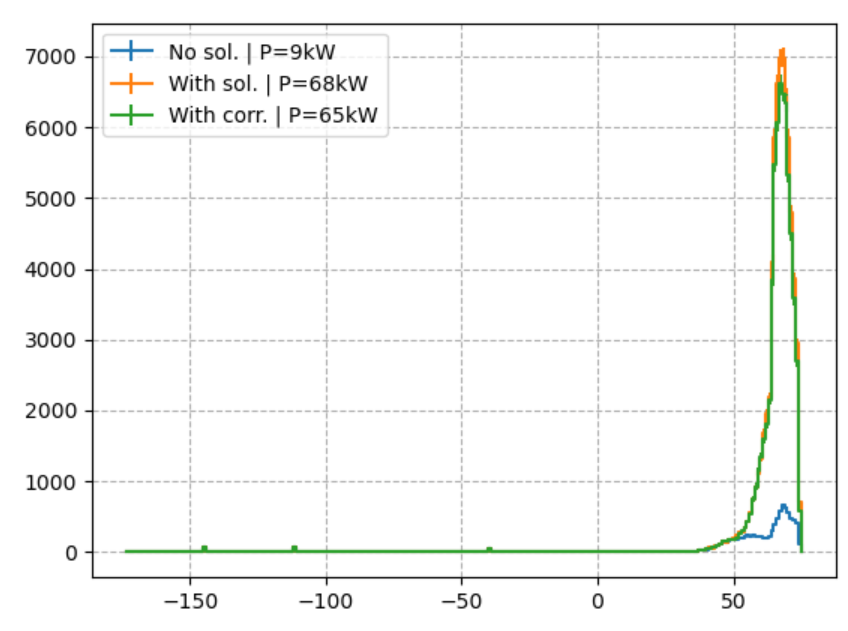 7000
6000
5000
4000
3000
2000
1000
0
No sol. | P=9kW
With sol. | P=68kW
With corr. | P=65kW
−150 −100 −50 0 50